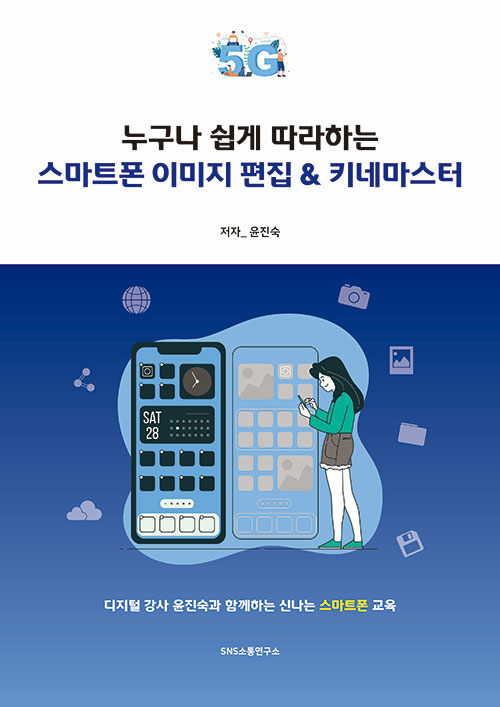 5G
누구나 쉽게 따라하는
스마트폰 이미지 편집 & 키네마스터
저자_ 윤진숙
SAT
28
디지털 강사 윤진숙과 함께하는 신나는 스마트폰 교육
SNS소통연구소